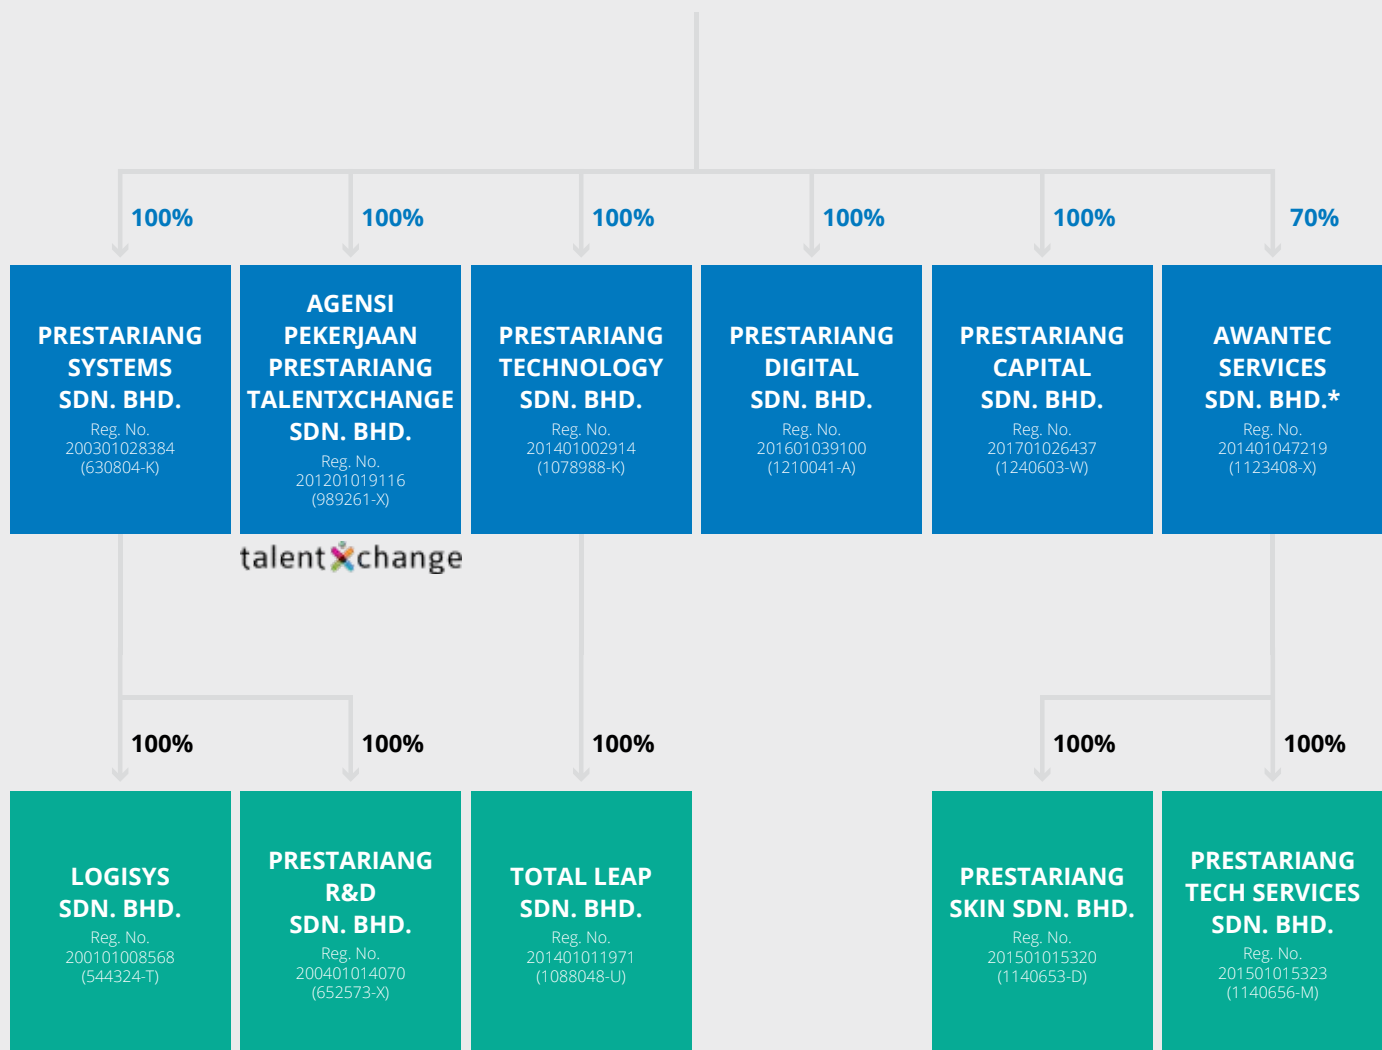 100%
100%
100%
100%
100%
70%
PRESTARIANG
SYSTEMS
SDN. BHD.
Reg. No.
200301028384
(630804-K)
AGENSI
PEKERJAAN
PRESTARIANG
TALENTXCHANGE
SDN. BHD.
Reg. No.
201201019116
(989261-X)
PRESTARIANG
TECHNOLOGY
SDN. BHD.
Reg. No.
201401002914
(1078988-K)
PRESTARIANG
DIGITAL
SDN. BHD.
Reg. No.
201601039100
(1210041-A)
PRESTARIANG
CAPITAL
SDN. BHD.
Reg. No.
201701026437
(1240603-W)
AWANTEC
SERVICES
SDN. BHD.*
Reg. No.
201401047219
(1123408-X)
talentXchange
100%
100%
100%
100%
100%
LOGISYS
SDN. BHD.
Reg. No.
200101008568
(544324-T)
PRESTARIANG
R&D
SDN. BHD.
Reg. No.
200401014070
(652573-X)
TOTAL LEAP
SDN. BHD.
Reg. No.
201401011971
(1088048-U)
PRESTARIANG
SKIN SDN. BHD.
Reg. No.
201501015320
(1140653-D)
PRESTARIANG
TECH SERVICES
SDN. BHD.
Reg. No.
201501015323
(1140656-M)